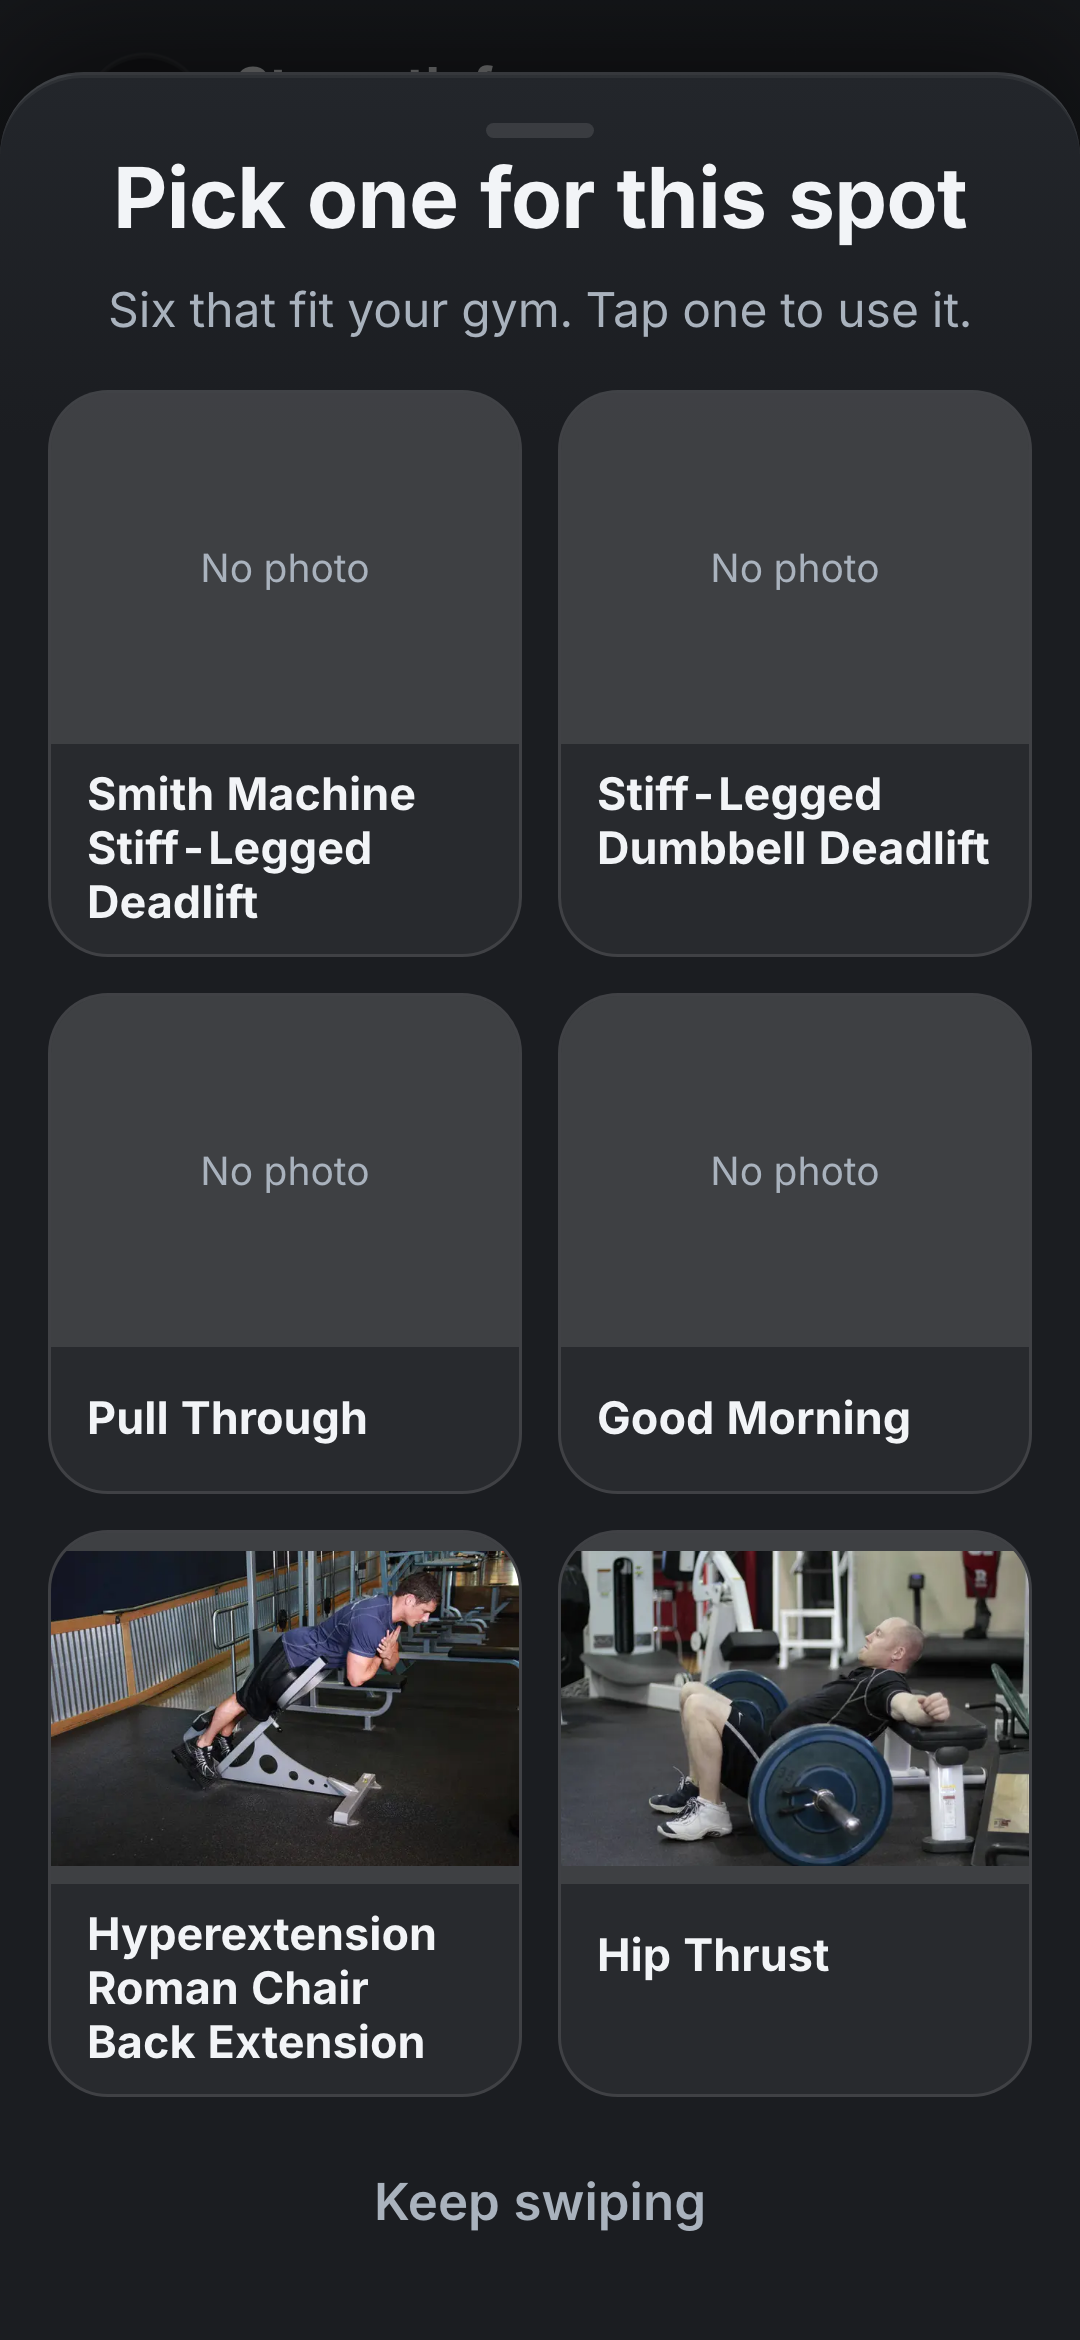 Pick one for this spot
Six that fit your gym. Tap one to use it.
No photo
No photo
Smith Machine
Stiff-Legged
Deadlift
Stiff-Legged
Dumbbell Deadlift
No photo
No photo
Pull Through
Good Morning
Hyperextension
Roman Chair
Back Extension
Hip Thrust
Keep swiping